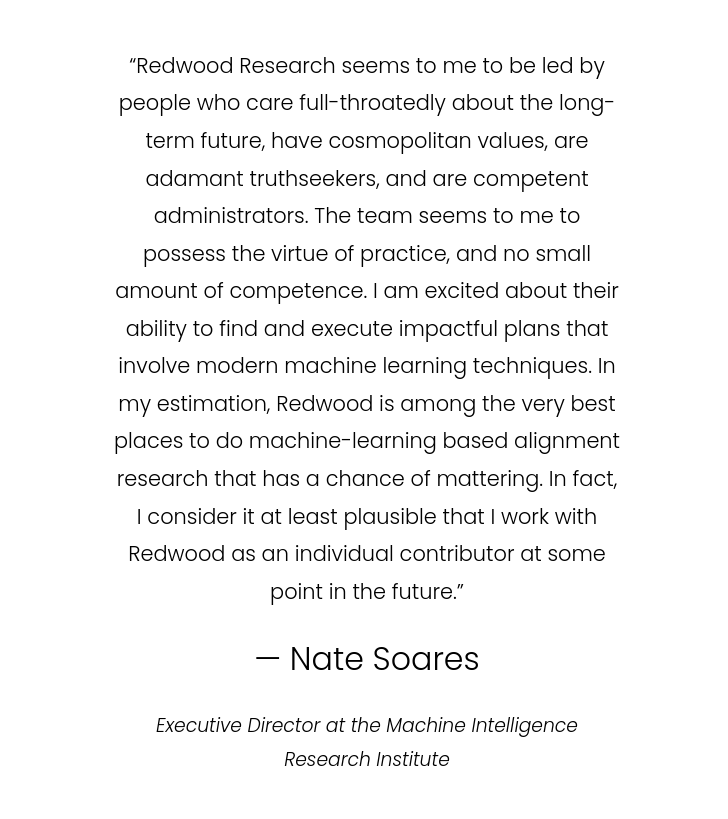 “Redwood Research seems to me to be led by
people who care full-throatedly about the long-
term future, have cosmopolitan values, are
adamant truthseekers, and are competent
administrators. The team seems to me to
possess the virtue of practice, and no small
amount of competence. I am excited about their
ability to find and execute impactful plans that
involve modern machine learning techniques. In
my estimation, Redwood is among the very best
places to do machine-learning based alignment
research that has a chance of mattering. In fact,
I consider it at least plausible that I work with
Redwood as an individual contributor at some
point in the future.”
— Nate Soares
Executive Director at the Machine Intelligence
Research Institute